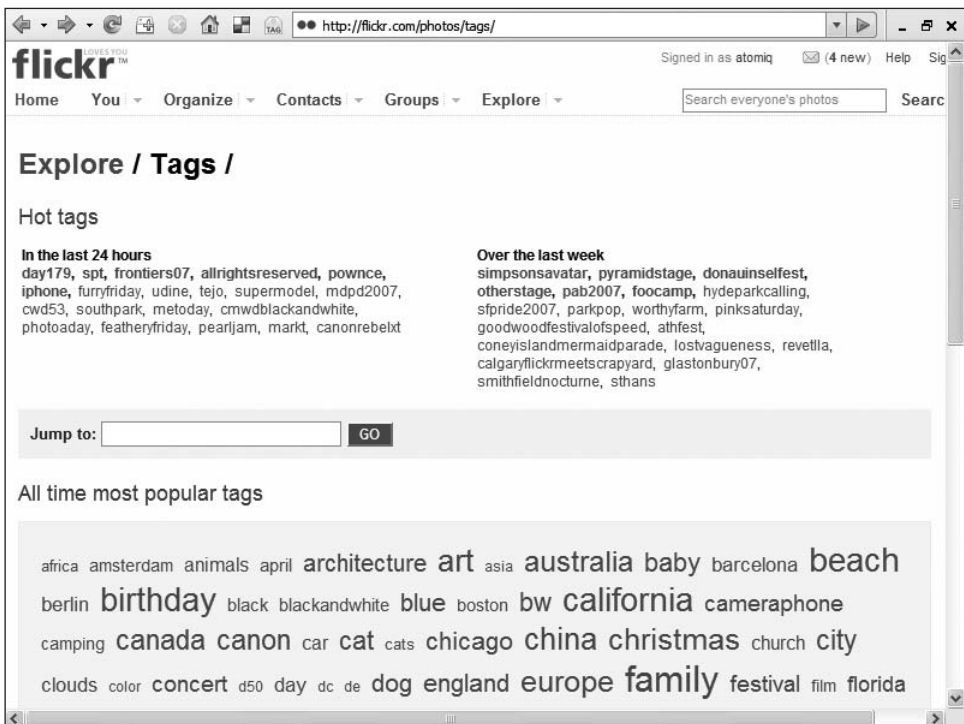 TAG
http://flickr.com/photos/tags/
LOVES YOU
flickr™
Signed in as atomiq (4 new) Help Sig
Home You Organize Contacts Groups Explore
Search everyone's photos
Searc
Explore / Tags /
Hot tags
In the last 24 hours
day179, spt, frontiers07, allrightsreserved, pownce,
iphone, furryfriday, udine, tejo, supermodel, mdpd2007,
cwd53, southpark, metoday, cmwdblackandwhite,
photoaday, featheryfriday, pearljam, markt, canonrebelxt
Over the last week
simpsonsavatar, pyramidstage, donauinselfest,
otherstage, pab2007, foocamp, hydeparkcalling,
sfpride2007, parkpop, worthyfarm, pinksaturday,
goodwoodfestivalofspeed, athfest,
coneyislandmermaidparade, lostvagueness, revetlla,
calgaryflickrmeetscrapyard, glastonbury07,
smithfieldnocturne, sthans
Jump to:
GO
All time most popular tags
africa amsterdam animals april architecture art asia australia baby barcelona beach
berlin birthday black blackandwhite blue boston bw california cameraphone
camping canada canon car cat cats chicago china christmas church city
clouds color concert d50 day dc de dog england europe family festival film florida